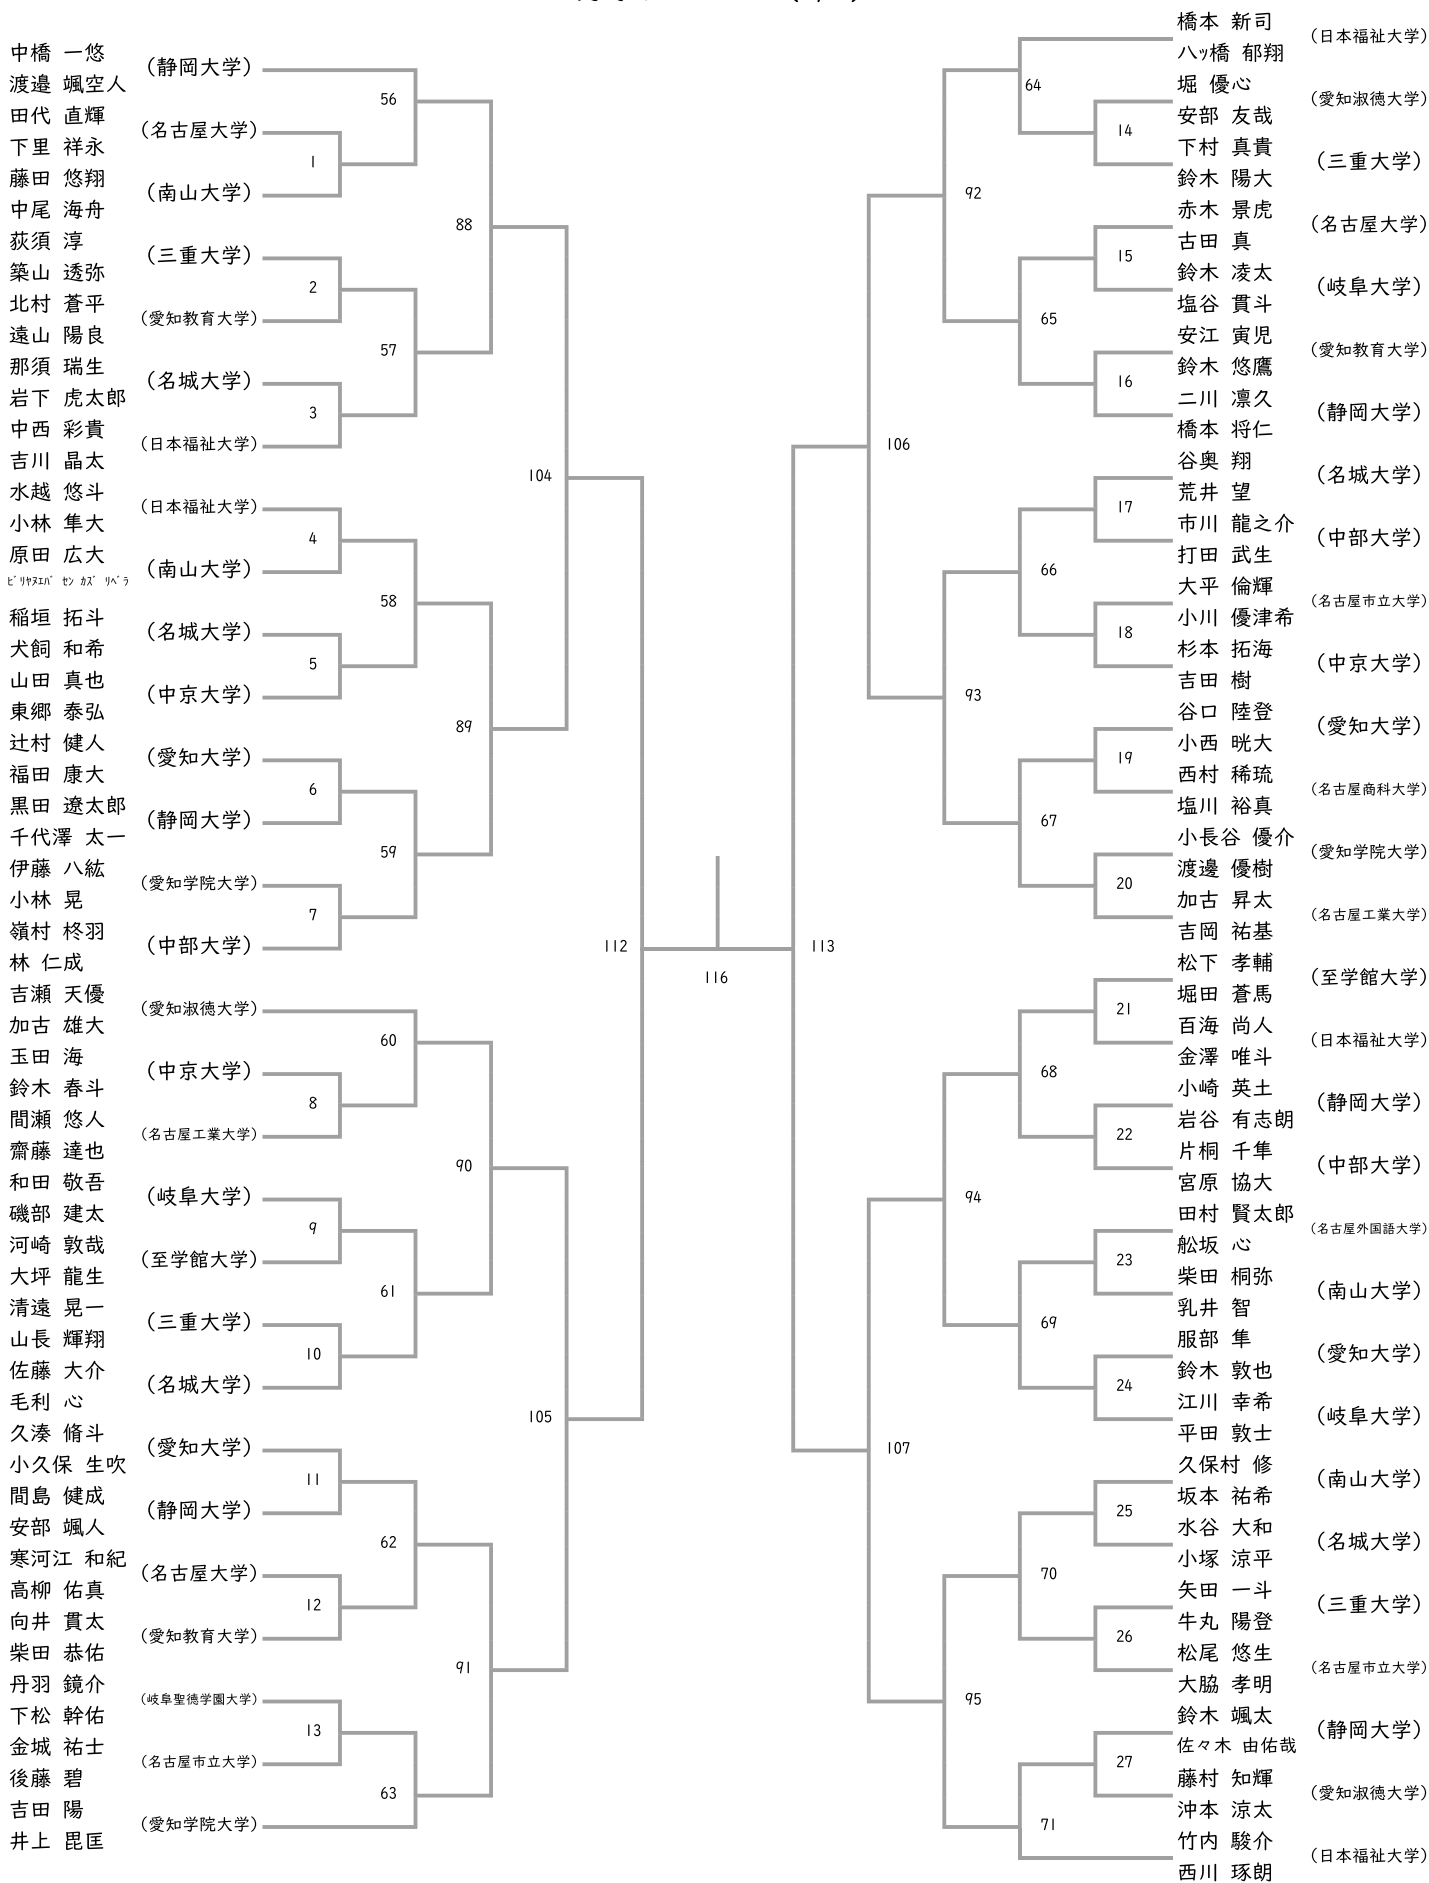 中橋 一悠
渡邉 颯空人
(静岡大学)
田代 直輝
下里 祥永
(名古屋大学)
藤田 悠翔
中尾 海舟
(南山大学)
荻須 淳
築山 透弥
(三重大学)
北村 蒼平
遠山 陽良
(愛知教育大学)
那須 瑞生
岩下 虎太郎
(名城大学)
中西 彩貴
吉川 晶太
(日本福祉大学)
水越 悠斗
小林 隼大
(日本福祉大学)
原田 広大
ﾋﾞﾘﾔﾇｴﾊﾞ ｾﾝ ｶｽﾞ ﾘﾍﾞﾗ
(南山大学)
稲垣 拓斗
犬飼 和希
(名城大学)
山田 真也
東郷 泰弘
(中京大学)
辻村 健人
福田 康大
(愛知大学)
黒田 遼太郎
千代澤 太一
(静岡大学)
伊藤 八紘
小林 晃
(愛知学院大学)
嶺村 柊羽
林 仁成
(中部大学)
吉瀬 天優
加古 雄大
(愛知淑徳大学)
玉田 海
鈴木 春斗
(中京大学)
間瀬 悠人
齋藤 達也
(名古屋工業大学)
和田 敬吾
磯部 建太
(岐阜大学)
河崎 敦哉
大坪 龍生
(至学館大学)
清遠 晃一
山長 輝翔
(三重大学)
佐藤 大介
毛利 心
(名城大学)
久湊 脩斗
小久保 生吹
(愛知大学)
間島 健成
安部 颯人
(静岡大学)
寒河江 和紀
高柳 佑真
(名古屋大学)
向井 貫太
柴田 恭佑
(愛知教育大学)
丹羽 鏡介
下松 幹佑
(岐阜聖徳学園大学)
金城 祐士
後藤 碧
(名古屋市立大学)
吉田 陽
井上 毘匡
(愛知学院大学)
1
2
3
4
5
6
7
8
9
10
11
12
13
56
57
58
59
60
61
62
63
88
89
90
91
104
105
112
116
113
106
107
92
93
94
95
64
65
66
67
68
69
70
71
14
15
16
17
18
19
20
21
22
23
24
25
26
27
橋本 新司
八ッ橋 郁翔
(日本福祉大学)
堀 優心
安部 友哉
(愛知淑徳大学)
下村 真貴
鈴木 陽大
(三重大学)
赤木 景虎
古田 真
(名古屋大学)
鈴木 凌太
塩谷 貫斗
(岐阜大学)
安江 寅児
鈴木 悠鷹
(愛知教育大学)
二川 凛久
橋本 将仁
(静岡大学)
谷奥 翔
荒井 望
(名城大学)
市川 龍之介
打田 武生
(中部大学)
大平 倫輝
小川 優津希
(名古屋市立大学)
杉本 拓海
吉田 樹
(中京大学)
谷口 陸登
小西 晄大
(愛知大学)
西村 稀琉
塩川 裕真
(名古屋商科大学)
小長谷 優介
渡邊 優樹
(愛知学院大学)
加古 昇太
吉岡 祐基
(名古屋工業大学)
松下 孝輔
堀田 蒼馬
(至学館大学)
百海 尚人
金澤 唯斗
(日本福祉大学)
小崎 英土
岩谷 有志朗
(静岡大学)
片桐 千隼
宮原 協大
(中部大学)
田村 賢太郎
舩坂 心
(名古屋外国語大学)
柴田 桐弥
乳井 智
(南山大学)
服部 隼
鈴木 敦也
(愛知大学)
江川 幸希
平田 敦士
(岐阜大学)
久保村 修
坂本 祐希
(南山大学)
水谷 大和
小塚 涼平
(名城大学)
矢田 一斗
牛丸 陽登
(三重大学)
松尾 悠生
大脇 孝明
(名古屋市立大学)
鈴木 颯太
佐々木 由佑哉
(静岡大学)
藤村 知輝
沖本 涼太
(愛知淑徳大学)
竹内 駿介
西川 琢朗
(日本福祉大学)